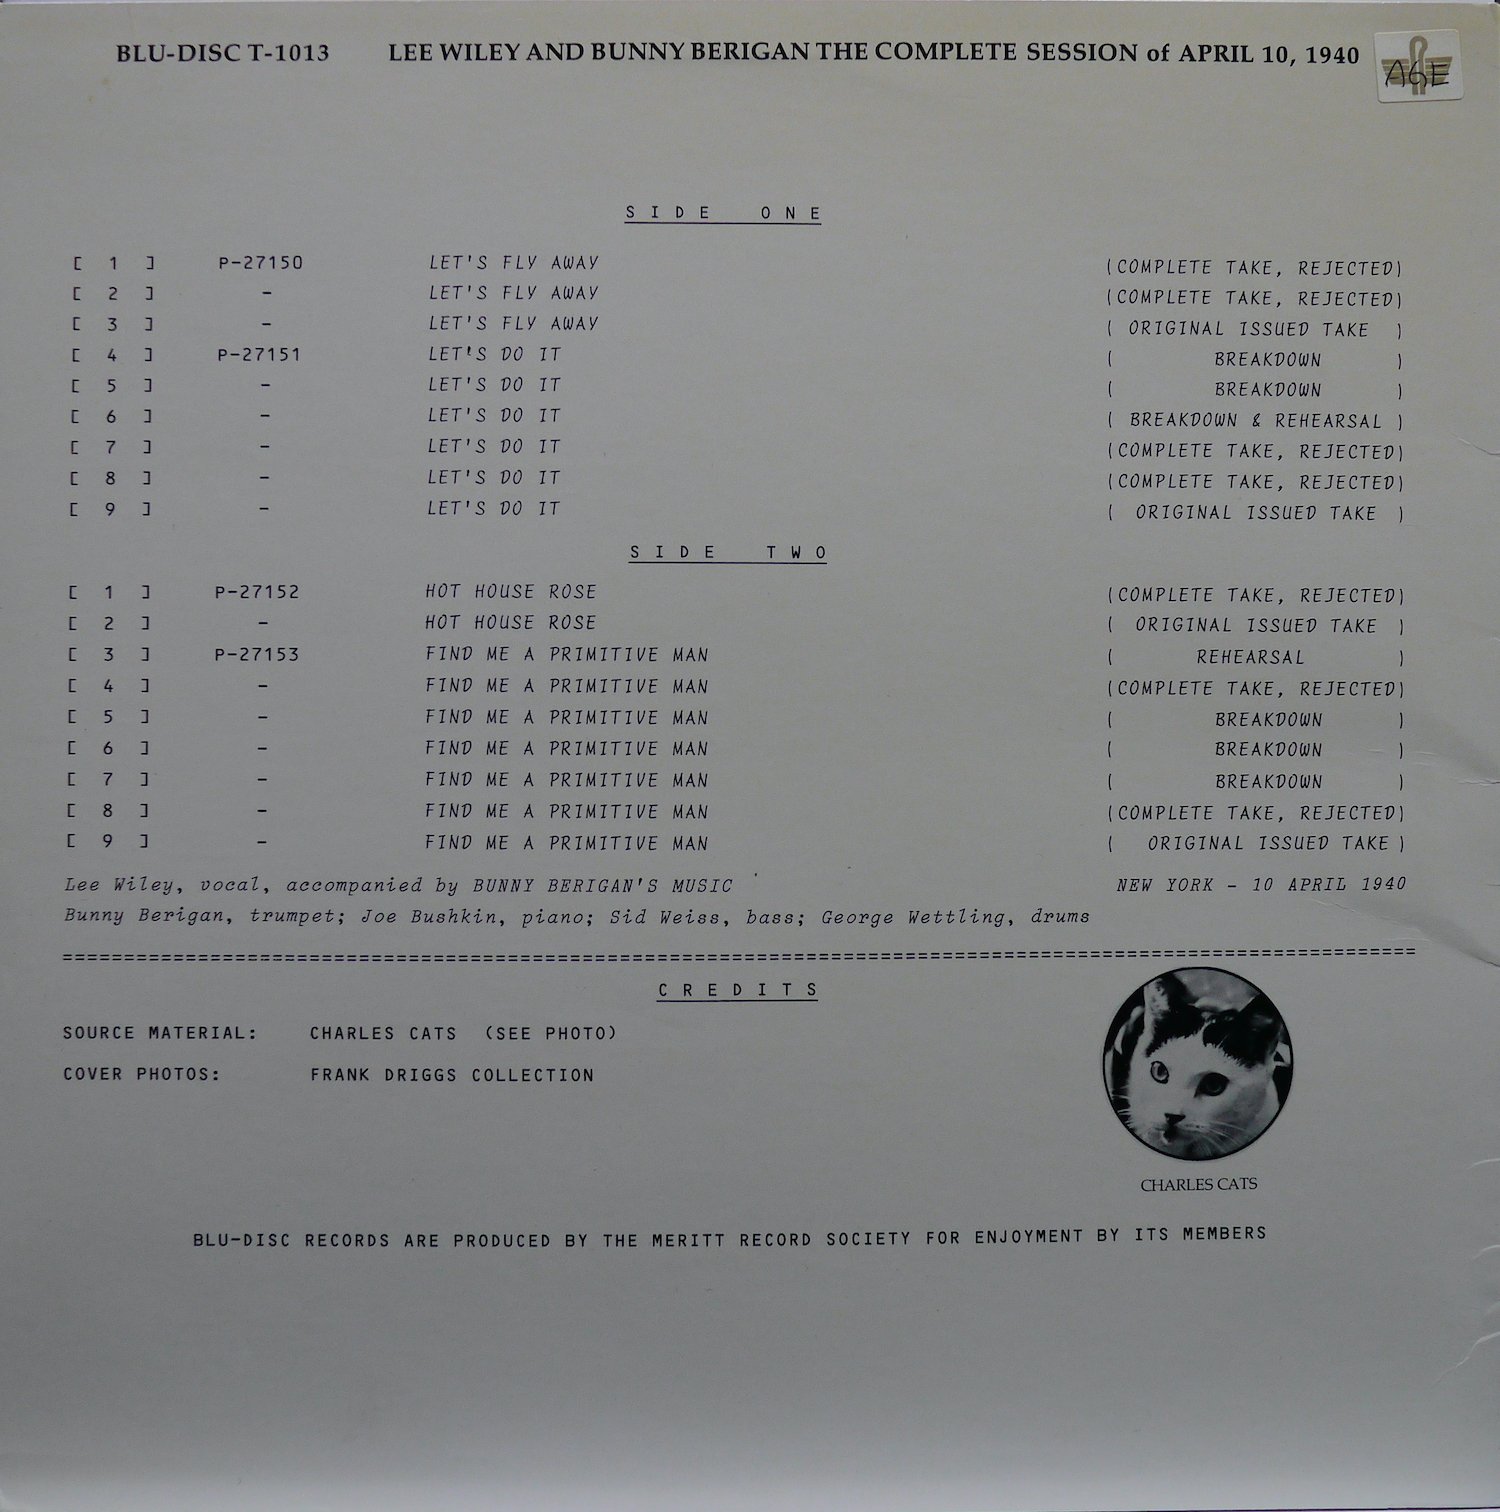 BLU-DISC T-1013 LEE WILEY AND BUNNY BERIGAN THE COMPLETE SESSION of APRIL 10, 1940
AGE
SIDE ONE
[ 1 ] P-27150 LET'S FLY AWAY (COMPLETE TAKE, REJECTED)
[ 2 ] - LET'S FLY AWAY (COMPLETE TAKE, REJECTED)
[ 3 ] - LET'S FLY AWAY ( ORIGINAL ISSUED TAKE )
[ 4 ] P-27151 LET'S DO IT ( BREAKDOWN )
[ 5 ] - LET'S DO IT ( BREAKDOWN )
[ 6 ] - LET'S DO IT ( BREAKDOWN & REHEARSAL )
[ 7 ] - LET'S DO IT (COMPLETE TAKE, REJECTED)
[ 8 ] - LET'S DO IT (COMPLETE TAKE, REJECTED)
[ 9 ] - LET'S DO IT ( ORIGINAL ISSUED TAKE )
SIDE TWO
[ 1 ] P-27152 HOT HOUSE ROSE (COMPLETE TAKE, REJECTED)
[ 2 ] - HOT HOUSE ROSE ( ORIGINAL ISSUED TAKE )
[ 3 ] P-27153 FIND ME A PRIMITIVE MAN ( REHEARSAL )
[ 4 ] - FIND ME A PRIMITIVE MAN (COMPLETE TAKE, REJECTED)
[ 5 ] - FIND ME A PRIMITIVE MAN ( BREAKDOWN )
[ 6 ] - FIND ME A PRIMITIVE MAN ( BREAKDOWN )
[ 7 ] - FIND ME A PRIMITIVE MAN ( BREAKDOWN )
[ 8 ] - FIND ME A PRIMITIVE MAN (COMPLETE TAKE, REJECTED)
[ 9 ] - FIND ME A PRIMITIVE MAN ( ORIGINAL ISSUED TAKE )
Lee Wiley, vocal, accompanied by BUNNY BERIGAN'S MUSIC NEW YORK - 10 APRIL 1940
Bunny Berigan, trumpet; Joe Bushkin, piano; Sid Weiss, bass; George Wettling, drums
CREDITS
SOURCE MATERIAL: CHARLES CATS (SEE PHOTO)
COVER PHOTOS: FRANK DRIGGS COLLECTION
CHARLES CATS
BLU-DISC RECORDS ARE PRODUCED BY THE MERITT RECORD SOCIETY FOR ENJOYMENT BY ITS MEMBERS